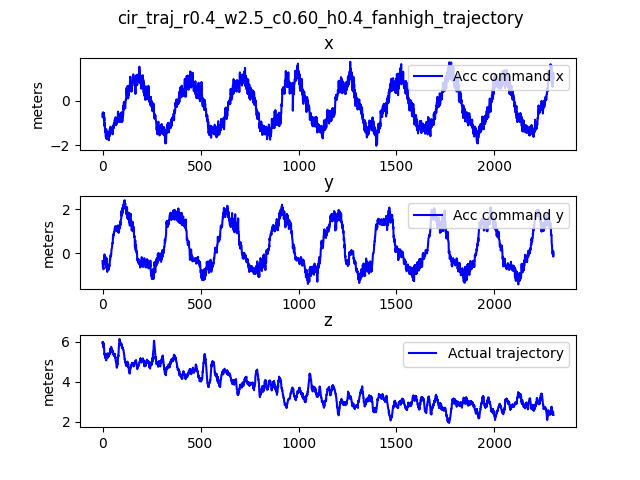 cir_traj_r0.4_w2.5_c0.60_h0.4_fanhigh_trajectory
x
Acc command x
meters
0
−2
0 500 1000 1500 2000
y
Acc command y
meters
2
0
0 500 1000 1500 2000
z
Actual trajectory
meters
6
4
2
0 500 1000 1500 2000